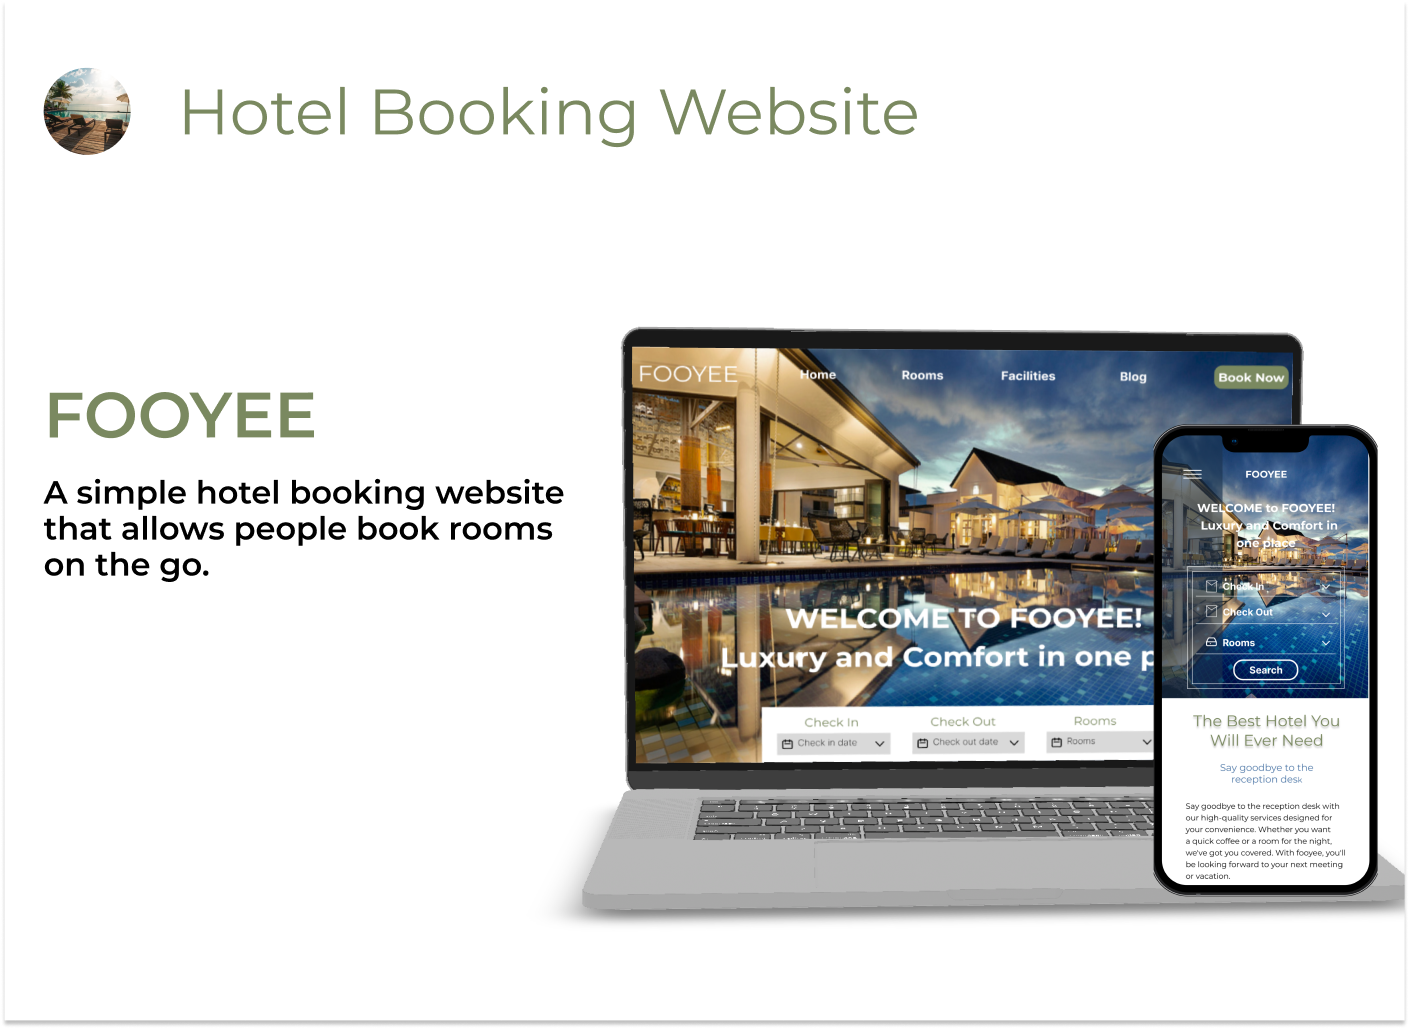 Hotel Booking Website
FOOYEE
A simple hotel booking website
that allows people book rooms
on the go.
FOOYEE
Home
Rooms
Facilities
Blog
Book Now
WELCOME TO FOOYEE!
Luxury and Comfort in one p
Check In
Check Out
Rooms
Check in date
Check out date
Rooms
FOOYEE
WELCOME to FOOYEE!
Luxury and Comfort in
one place
Check In
Check Out
Rooms
Search
The Best Hotel You
Will Ever Need
Say goodbye to the
reception desk
Say goodbye to the reception desk with
our high-quality services designed for
your convenience. Whether you want
a quick coffee or a room for the night,
we've got you covered. With fooyee, you'll
be looking forward to your next meeting
or vacation.